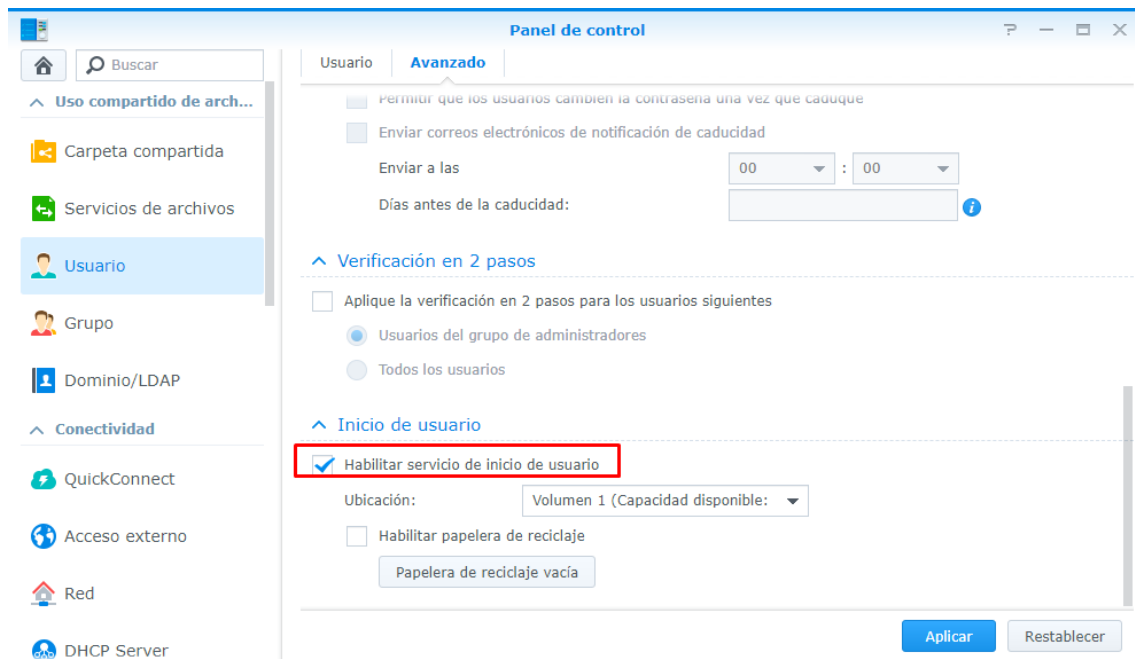 Panel de control
Buscar
Uso compartido de arch...
Carpeta compartida
Servicios de archivos
Usuario
Grupo
Dominio/LDAP
Conectividad
QuickConnect
Acceso externo
Red
DHCP Server
Usuario Avanzado
Permitir que los usuarios cambien la contraseña una vez que caduque
Enviar correos electrónicos de notificación de caducidad
Enviar a las 00 : 00
Días antes de la caducidad:
Verificación en 2 pasos
Aplique la verificación en 2 pasos para los usuarios siguientes
Usuarios del grupo de administradores
Todos los usuarios
Inicio de usuario
Habilitar servicio de inicio de usuario
Ubicación: Volumen 1 (Capacidad disponible:
Habilitar papelera de reciclaje
Papelera de reciclaje vacía
Aplicar Restablecer